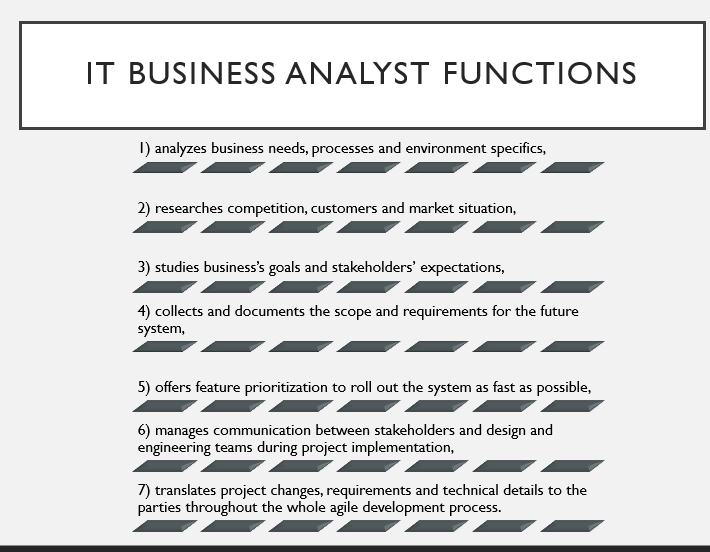 IT BUSINESS ANALYST FUNCTIONS
1) analyzes business needs, processes and environment specifics,
2) researches competition, customers and market situation,
3) studies business's goals and stakeholders' expectations,
4) collects and documents the scope and requirements for the future
system,
5) offers feature prioritization to roll out the system as fast as possible,
6) manages communication between stakeholders and design and
engineering teams during project implementation,
7) translates project changes, requirements and technical details to the
parties throughout the whole agile development process.